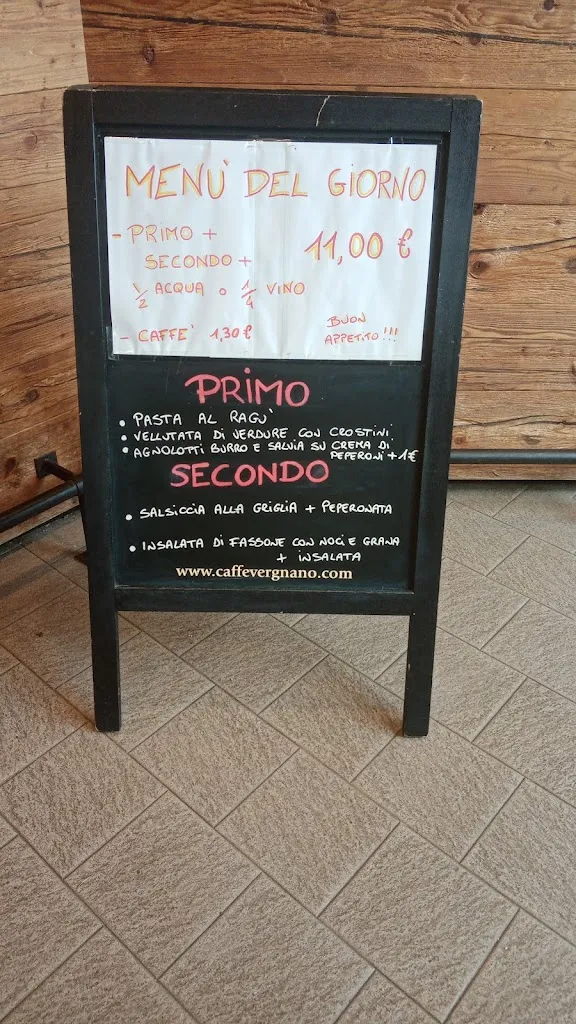 MENÙ DEL GIORNO
- PRIMO +
SECONDO +
11,00 €
1/2 ACQUA O 1/4 VINO
- CAFFE' 1,30 €
BUON
APPETITO!!!
PRIMO
• PASTA AL RAGU'
• VELLUTATA DI VERDURE CON CROSTINI
• AGNOLOTTI BURRO E SALVIA SU CREMA DI
PEPERONI + 1€
SECONDO
• SALSICCIA ALLA GRIGLIA + PEPERONATA
• INSALATA DI FASSONE CON NOCI E GRANA
+ INSALATA
www.caffevergnano.com